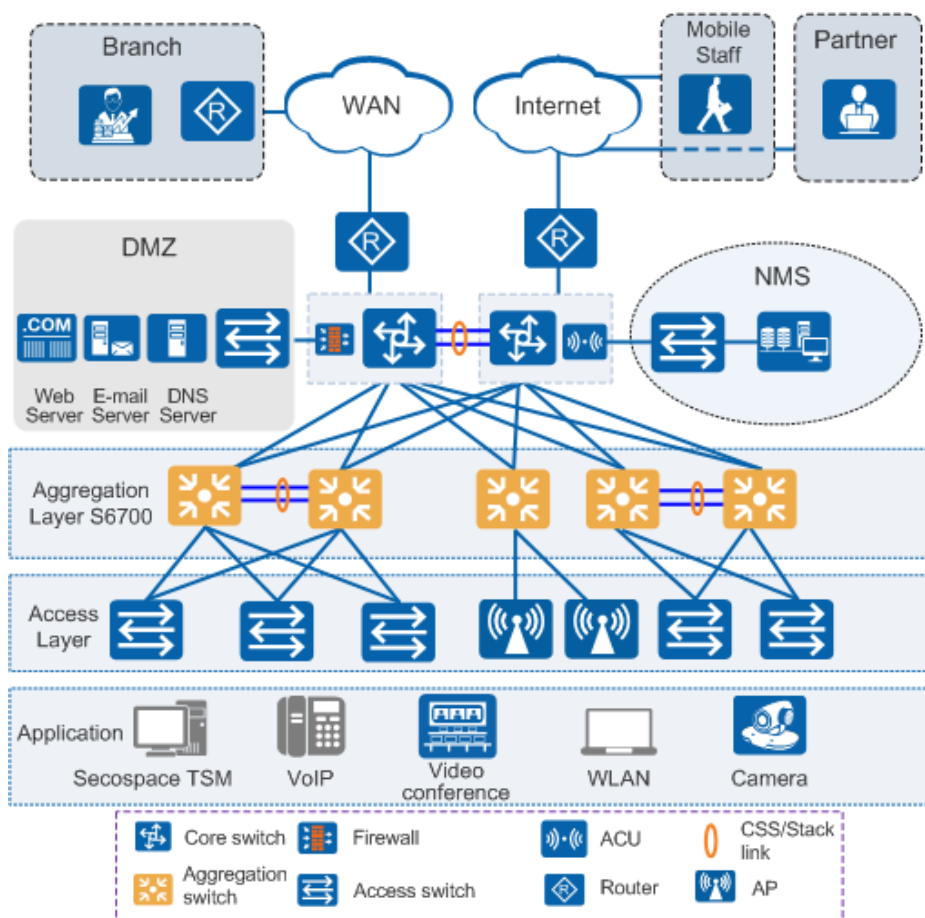 Branch
WAN
Internet
Mobile
Staff
Partner
R
R
R
DMZ
NMS
.COM
Web
Server
E-mail
Server
DNS
Server
Aggregation
Layer S6700
Access
Layer
Application
Secospace TSM
VoIP
Video
conference
WLAN
Camera
Core switch
Firewall
ACU
CSS/Stack
link
Aggregation
switch
Access switch
R
Router
AP